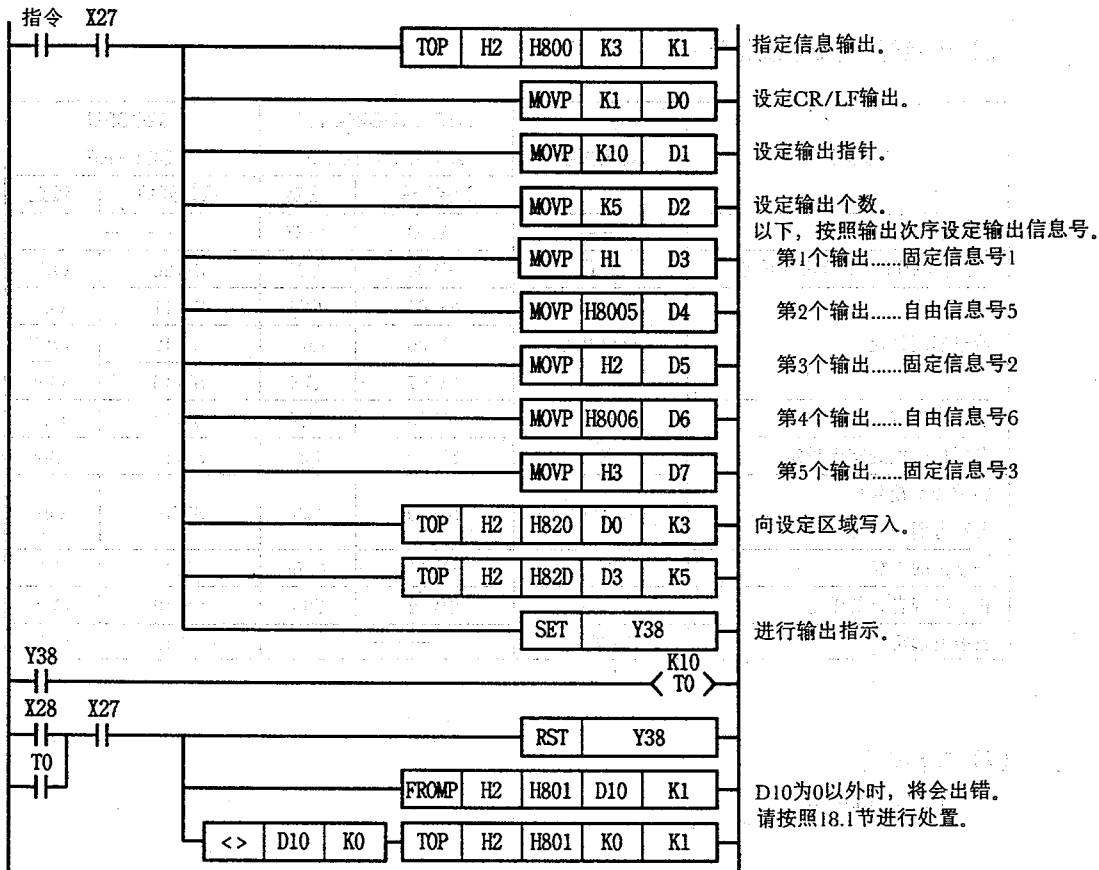 指令 X27
TOP H2 H800 K3 K1 指定信息输出。
MOVP K1 D0 设定CR/LF输出。
MOVP K10 D1 设定输出指针。
MOVP K5 D2 设定输出个数。
以下，按照输出次序设定输出信息号。
MOVP H1 D3 第1个输出……固定信息号1
MOVP H8005 D4 第2个输出……自由信息号5
MOVP H2 D5 第3个输出……固定信息号2
MOVP H8006 D6 第4个输出……自由信息号6
MOVP H3 D7 第5个输出……固定信息号3
TOP H2 H820 D0 K3 向设定区域写入。
TOP H2 H82D D3 K5
SET Y38 进行输出指示。
Y38 K10
T0
X28 X27
RST Y38
T0
FROMP H2 H801 D10 K1 D10为0以外时，将会出错。
请按照18.1节进行处置。
<> D10 K0 TOP H2 H801 K0 K1